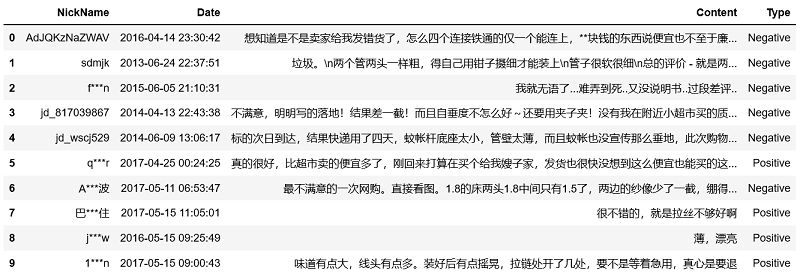 NickName Date Content Type
0 AdJQKzNaZWAV 2016-04-14 23:30:42 想知道是不是卖家给我发错货了，怎么四个连接铁通的仅一个能连上，**块钱的东西说便宜也不至于廉... Negative
1 sdmjk 2013-06-24 22:37:51 垃圾。\n两个管两头一样粗，得自己用钳子摄细才能装上\n管子很软很细\n总的评价 - 就是两... Negative
2 f***n 2015-06-05 21:10:31 我就无语了...难弄到死..又没说明书..过段差评.. Negative
3 jd_817039867 2014-04-13 22:43:38 不满意，明明写的落地！结果差一截！而且自垂度不怎么好～还要用夹子夹！没有我在附近小超市买的质... Negative
4 jd_wscj529 2014-06-09 13:06:17 标的次日到达，结果快递用了四天，蚊帐杆底座太小，管壁太薄，而且蚊帐也没宣传那么垂地，此次购物... Negative
5 q***r 2017-04-25 00:24:25 真的很好，比超市卖的便宜多了，刚回来打算在买个给我嫂子家，发货也很快没想到这么便宜也能买的这... Positive
6 A***波 2017-05-11 06:53:47 最不满意的一次网购。直接看图。1.8的床两头1.8中间只有1.5了，两边的纱像少了一截，绷得... Negative
7 巴***住 2017-05-15 11:05:01 很不错的，就是拉丝不够好啊 Positive
8 j***w 2016-05-15 09:25:49 薄，漂亮 Positive
9 1***n 2017-05-15 09:00:43 味道有点大，线头有点多。装好后有点摇晃，拉链处开了几处，要不是等着急用，真心是要退 Positive